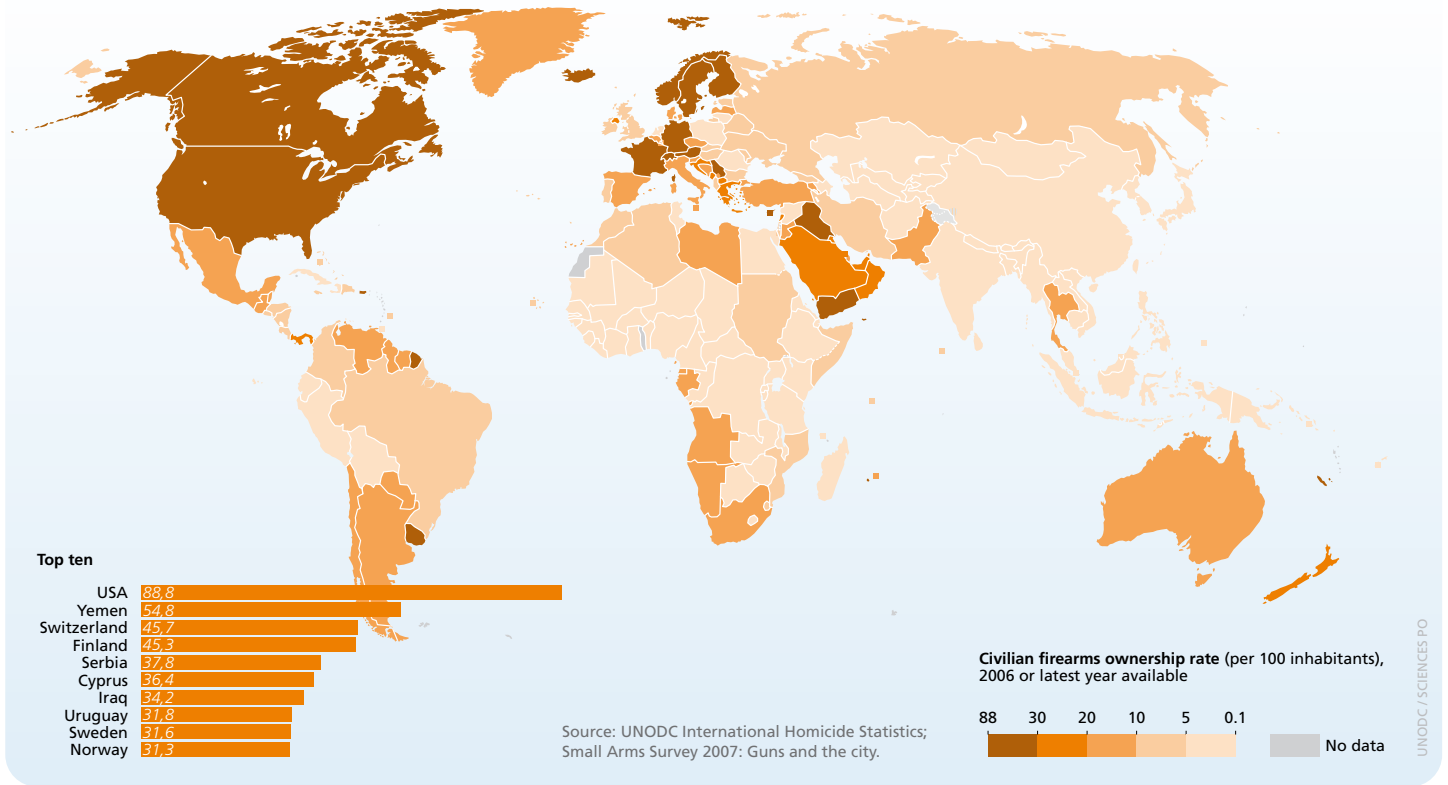 Top ten
USA 88,8
Yemen 54,8
Switzerland 45,7
Finland 45,3
Serbia 37,8
Cyprus 36,4
Iraq 34,2
Uruguay 31,8
Sweden 31,6
Norway 31,3
Source: UNODC International Homicide Statistics;
Small Arms Survey 2007: Guns and the city.
Civilian firearms ownership rate (per 100 inhabitants),
2006 or latest year available
88 30 20 10 5 0.1
No data
UNODC / SCIENCES PO